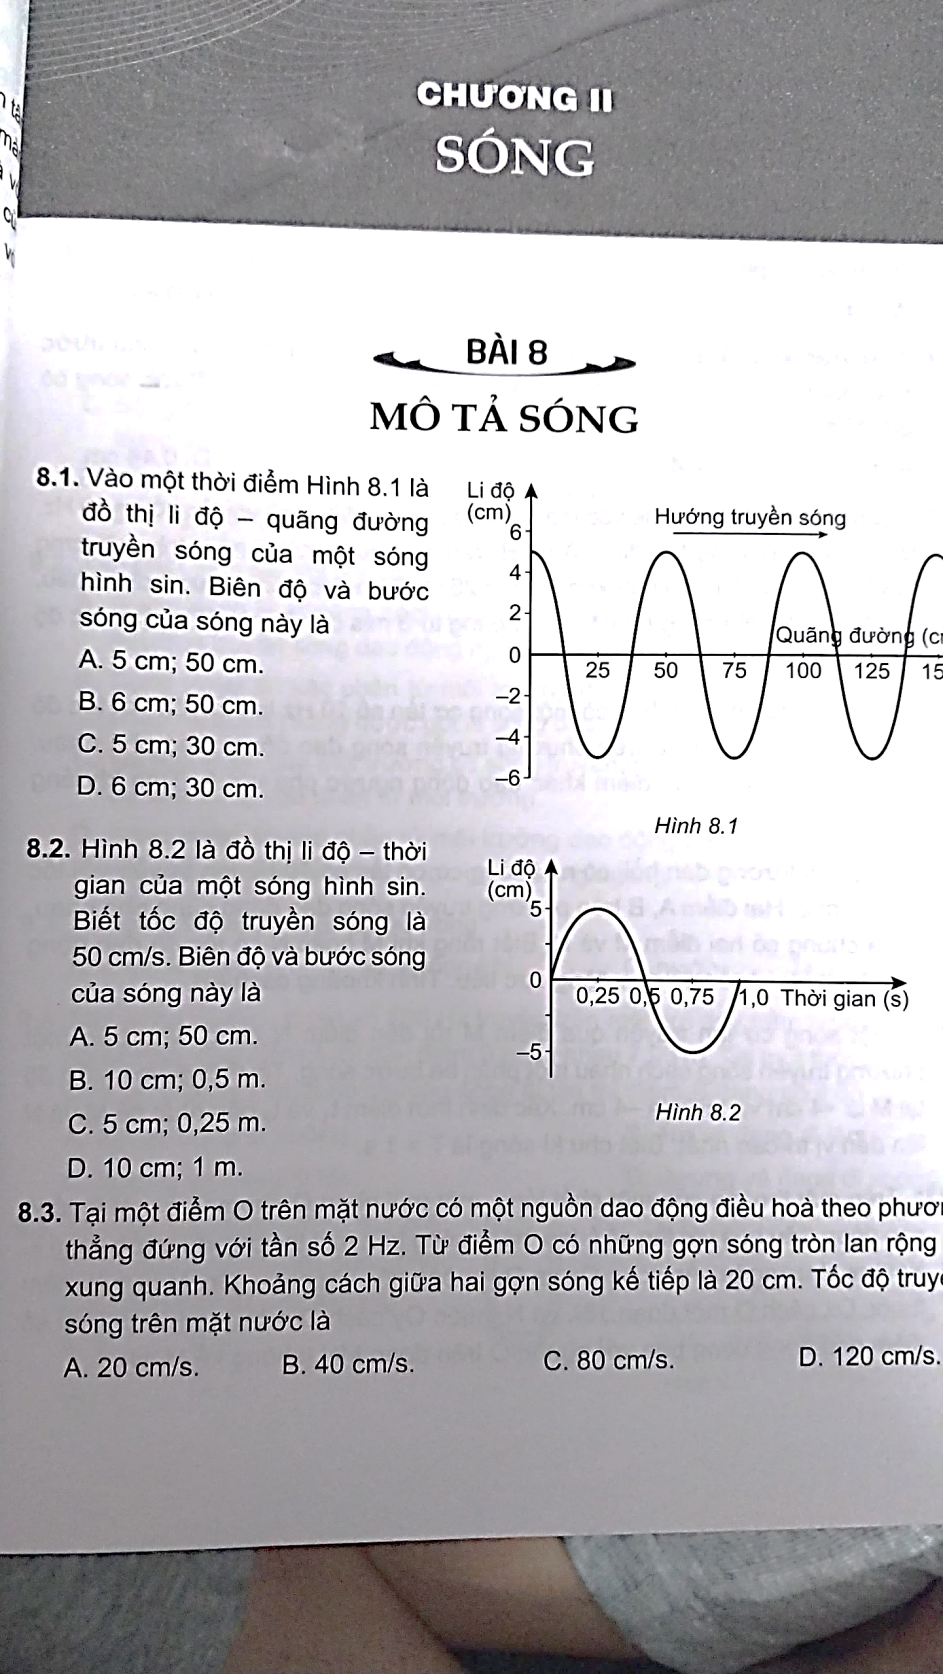 CHƯƠNG II
SÓNG
BÀI 8
MÔ TẢ SÓNG
8.1. Vào một thời điểm Hình 8.1 là
đồ thị li độ – quãng đường
truyền sóng của một sóng
hình sin. Biên độ và bước
sóng của sóng này là
A. 5 cm; 50 cm.
B. 6 cm; 50 cm.
C. 5 cm; 30 cm.
D. 6 cm; 30 cm.
Li độ
(cm)
Hướng truyền sóng
6
4
2
Quãng đường
0
25 50 75 100 125
–2
–4
–6
Hình 8.1
8.2. Hình 8.2 là đồ thị li độ – thời
gian của một sóng hình sin.
Biết tốc độ truyền sóng là
50 cm/s. Biên độ và bước sóng
của sóng này là
A. 5 cm; 50 cm.
B. 10 cm; 0,5 m.
C. 5 cm; 0,25 m.
D. 10 cm; 1 m.
Li độ
(cm)
5
0
0,25 0,5 0,75 1,0 Thời gian (s)
–5
Hình 8.2
8.3. Tại một điểm O trên mặt nước có một nguồn dao động điều hoà theo
thẳng đứng với tần số 2 Hz. Từ điểm O có những gợn sóng tròn lan rộng
xung quanh. Khoảng cách giữa hai gợn sóng kế tiếp là 20 cm. Tốc độ
sóng trên mặt nước là
A. 20 cm/s. B. 40 cm/s. C. 80 cm/s. D. 120 cm/s.